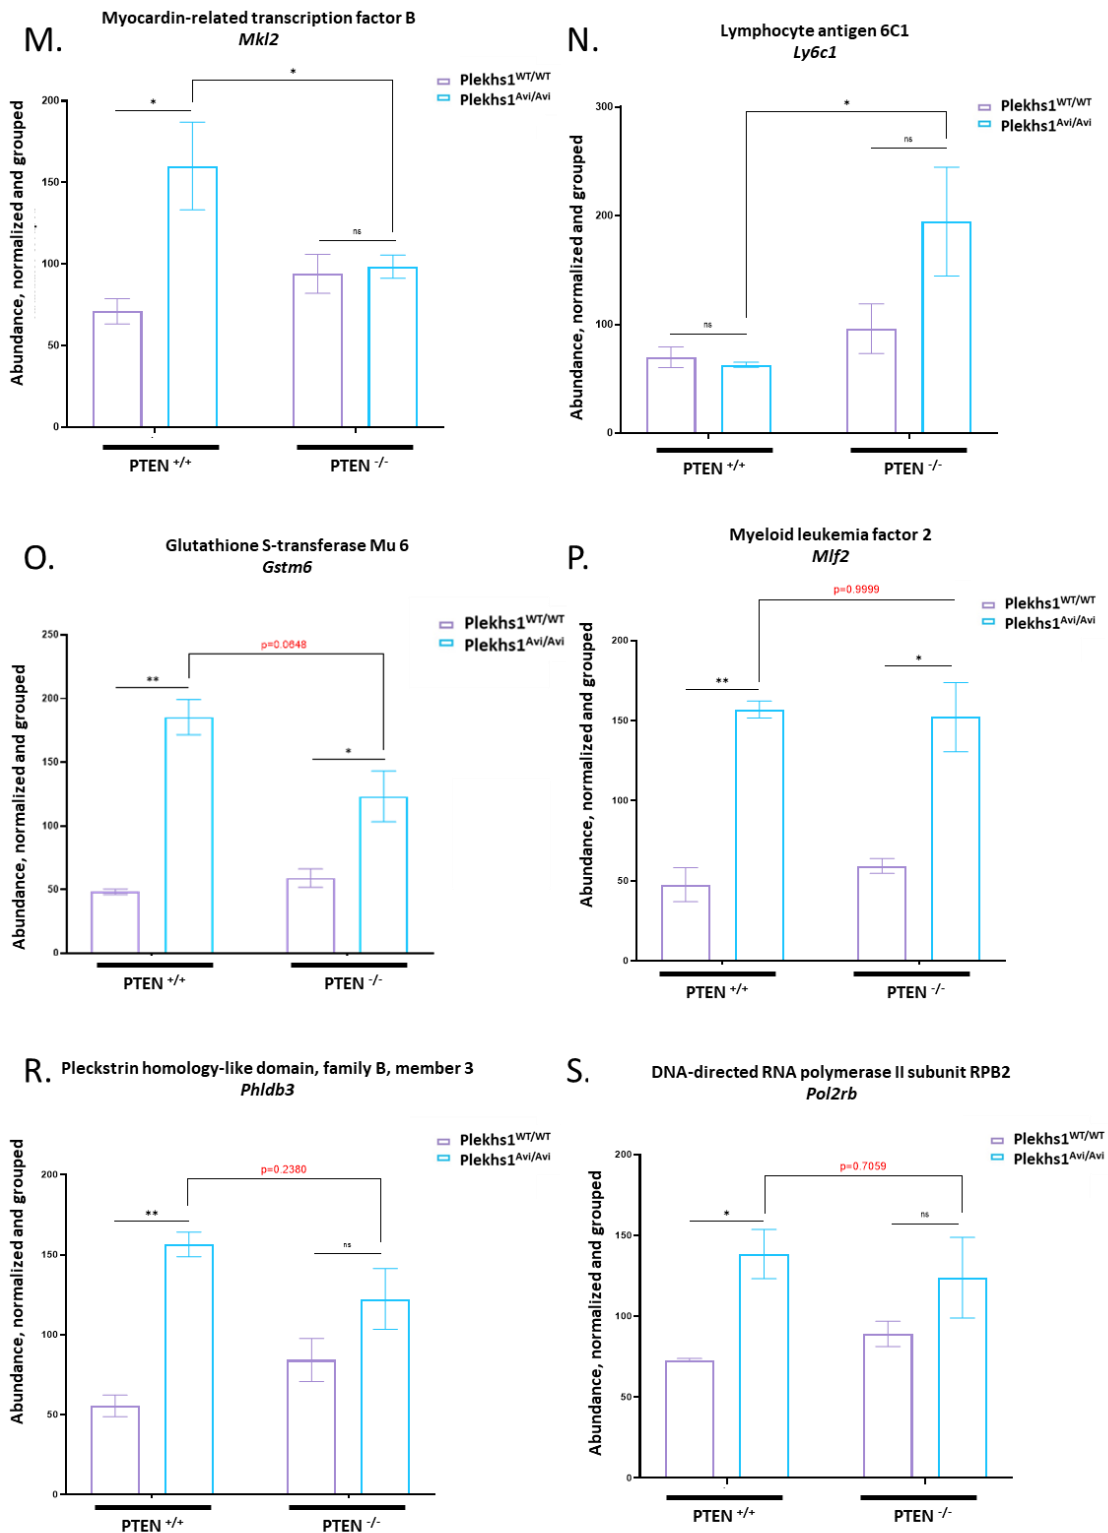 M.
Myocardin-related transcription factor B
Mkl2
Plekhs1WT/WT
Plekhs1Avi/Avi
Abundance, normalized and grouped
200
150
100
50
0
*
*
ns
PTEN +/+
PTEN -/-
N.
Lymphocyte antigen 6C1
Ly6c1
Plekhs1WT/WT
Plekhs1Avi/Avi
Abundance, normalized and grouped
300
200
100
0
*
ns
ns
PTEN +/+
PTEN -/-
O.
Glutathione S-transferase Mu 6
Gstm6
Plekhs1WT/WT
Plekhs1Avi/Avi
Abundance, normalized and grouped
250
200
150
100
50
0
p=0.0648
**
*
PTEN +/+
PTEN -/-
P.
Myeloid leukemia factor 2
Mlf2
Plekhs1WT/WT
Plekhs1Avi/Avi
Abundance, normalized and grouped
200
150
100
50
0
p=0.9999
**
*
PTEN +/+
PTEN -/-
R.
Pleckstrin homology-like domain, family B, member 3
Phldb3
Plekhs1WT/WT
Plekhs1Avi/Avi
Abundance, normalized and grouped
200
150
100
50
0
p=0.2380
**
ns
PTEN +/+
PTEN -/-
S.
DNA-directed RNA polymerase II subunit RPB2
Pol2rb
Plekhs1WT/WT
Plekhs1Avi/Avi
Abundance, normalized and grouped
200
150
100
50
0
p=0.7059
*
ns
PTEN +/+
PTEN -/-